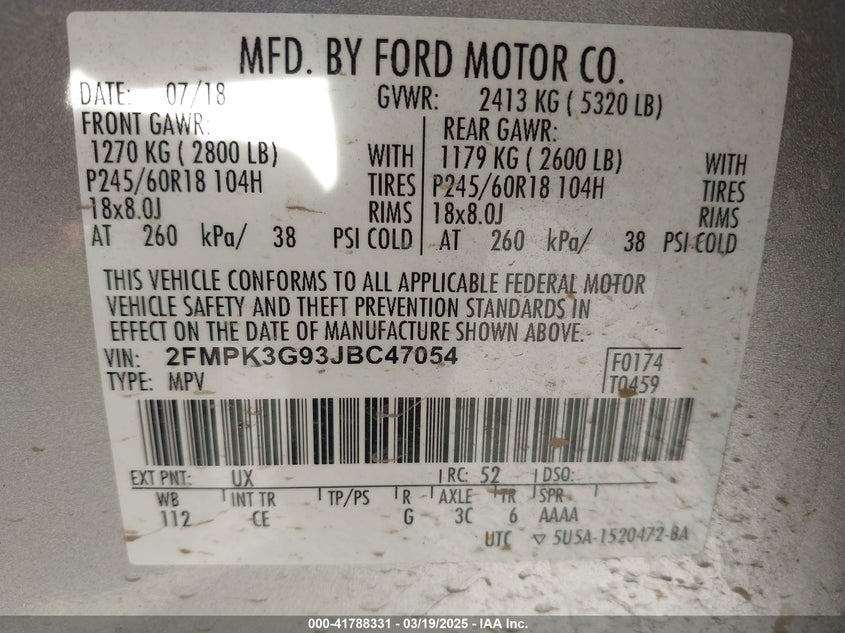 MFD. BY FORD MOTOR CO.
DATE: 07/18 GVWR: 2413 KG ( 5320 LB)
FRONT GAWR: REAR GAWR:
1270 KG ( 2800 LB) WITH 1179 KG ( 2600 LB) WITH
P245/60R18 104H TIRES P245/60R18 104H TIRES
18x8.0J RIMS 18x8.0J RIMS
AT 260 kPa/ 38 PSI COLD AT 260 kPa/ 38 PSI COLD
THIS VEHICLE CONFORMS TO ALL APPLICABLE FEDERAL MOTOR
VEHICLE SAFETY AND THEFT PREVENTION STANDARDS IN
EFFECT ON THE DATE OF MANUFACTURE SHOWN ABOVE.
VIN: 2FMPK3G93JBC47054 F0174
TYPE: MPV T0459
EXT PNT: UX RC: 52 DSO:
WB INT TR TP/PS R AXLE TR SPR
112 CE G 3C 6 AAAA
UTC ▽ 5U5A-1520472-BA
000-41788331 - 03/19/2025 - IAA Inc.